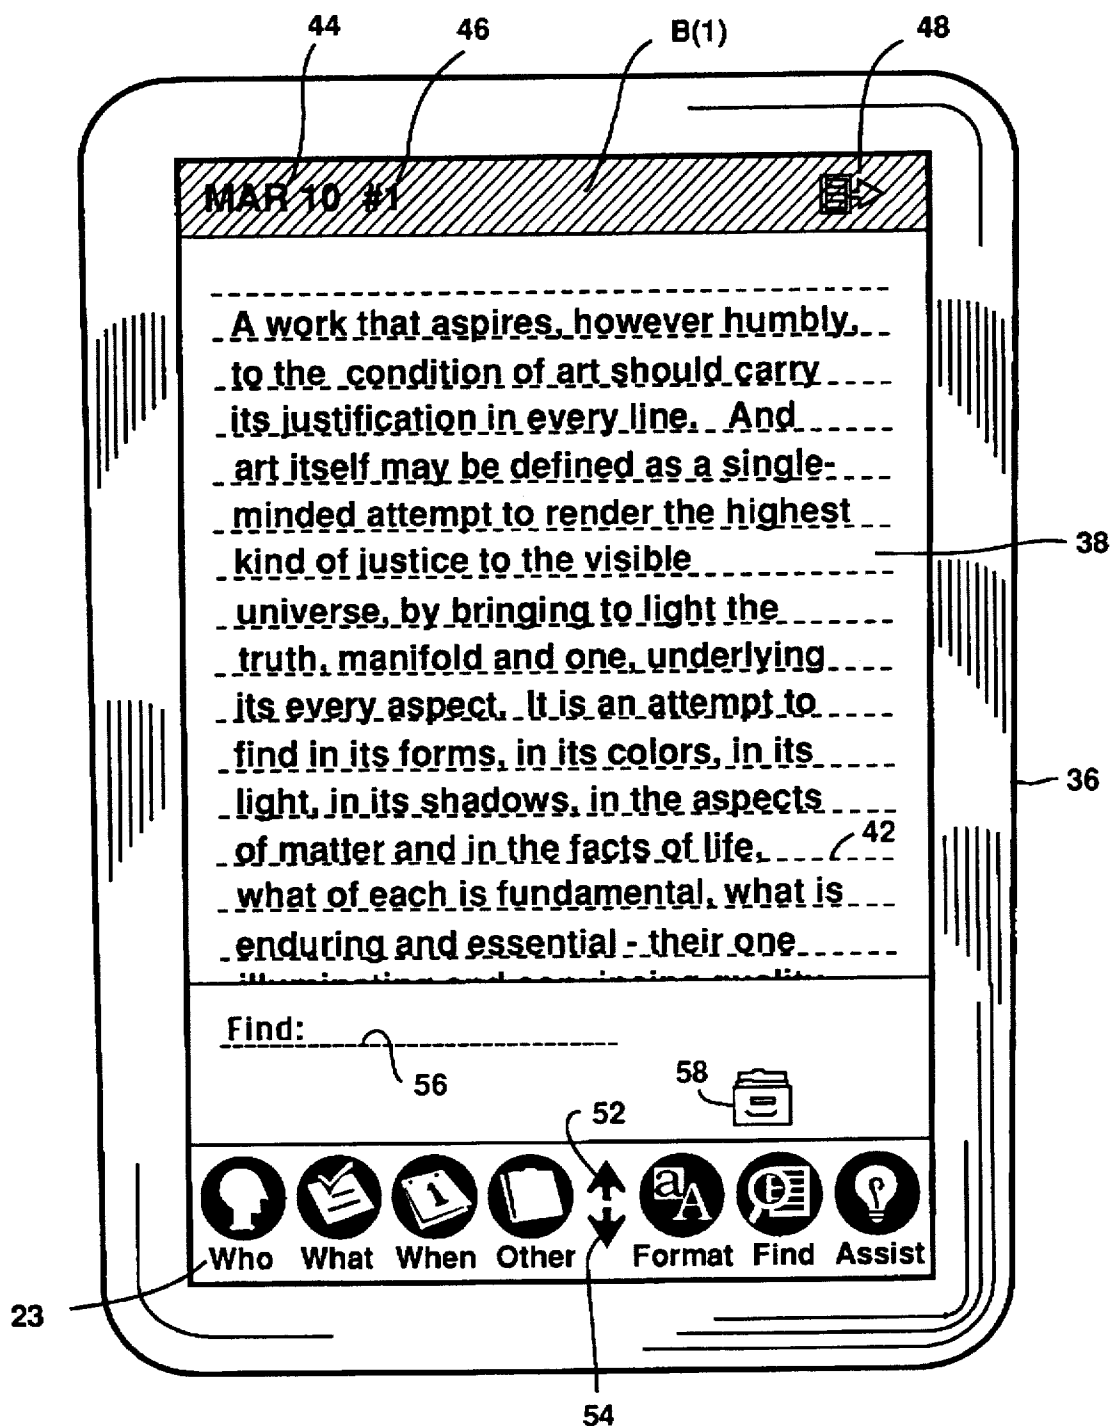 44
46
B(1)
48
MAR 10 #1
A work that aspires, however humbly,
to the condition of art should carry
its justification in every line. And
art itself may be defined as a single-
minded attempt to render the highest
kind of justice to the visible
38
universe, by bringing to light the
truth, manifold and one, underlying
its every aspect. It is an attempt to
find in its forms, in its colors, in its
36
light, in its shadows, in the aspects
of matter and in the facts of life,
42
what of each is fundamental, what is
enduring and essential - their one
illuminating and convincing quality
Find:
56
58
52
Who What When Other Format Find Assist
23
54